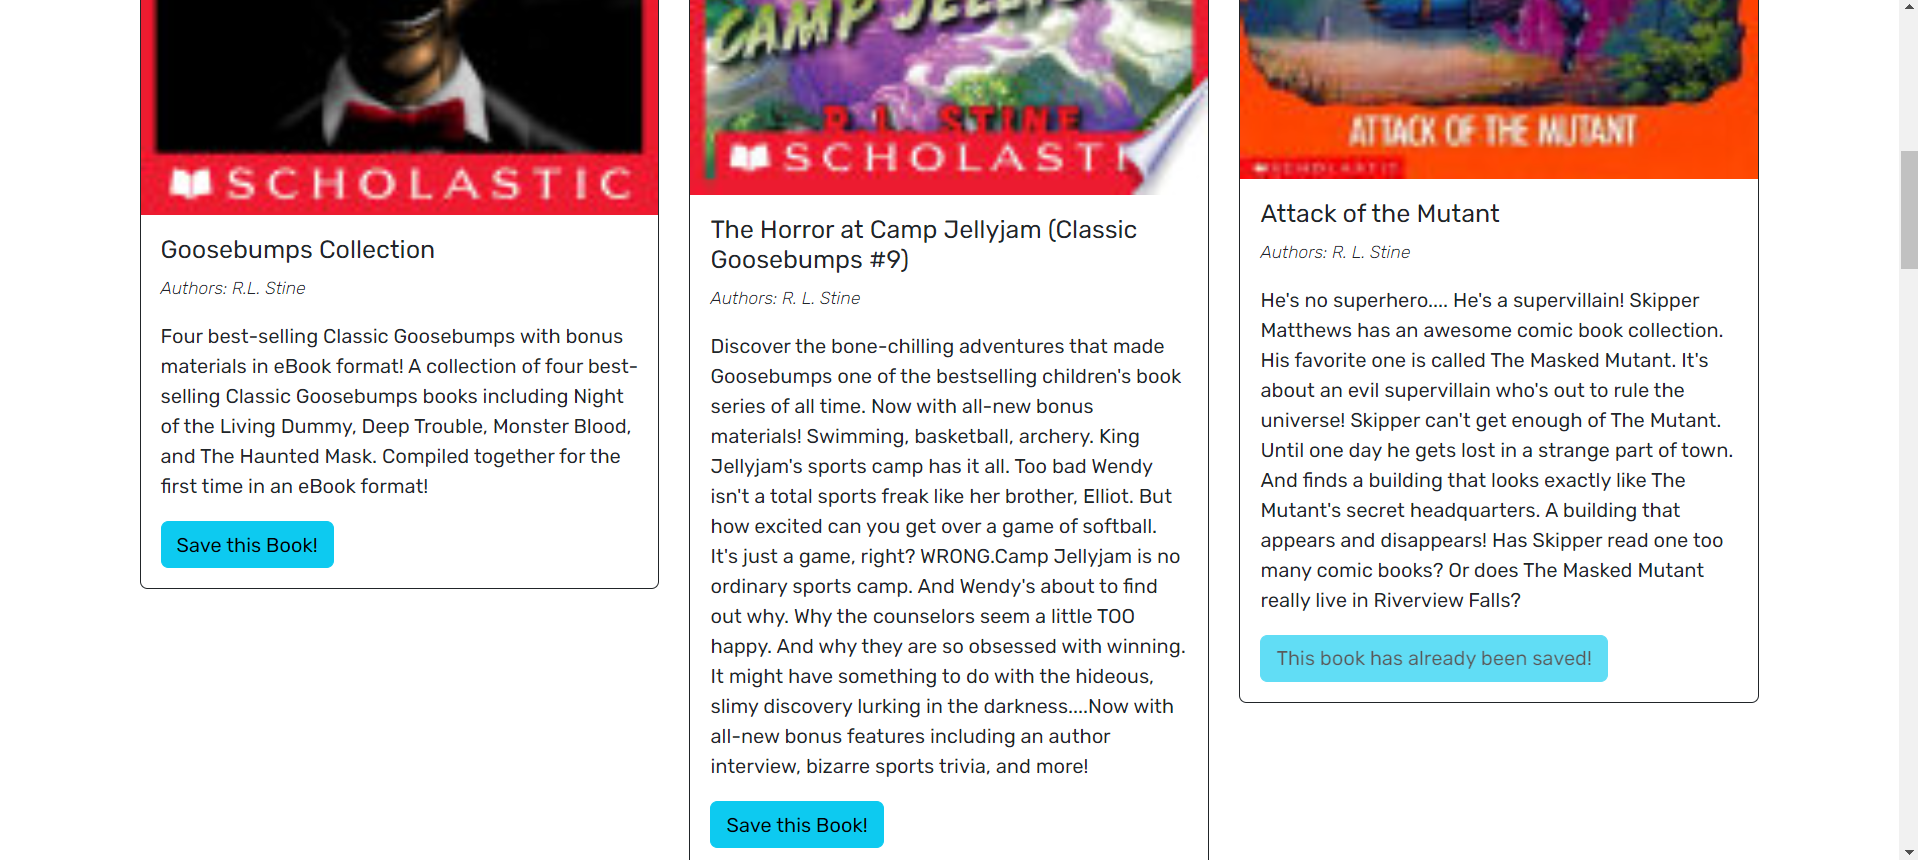 SCHOLASTIC
Goosebumps Collection
Authors: R.L. Stine
Four best-selling Classic Goosebumps with bonus
materials in eBook format! A collection of four best-
selling Classic Goosebumps books including Night
of the Living Dummy, Deep Trouble, Monster Blood,
and The Haunted Mask. Compiled together for the
first time in an eBook format!
Save this Book!
CAMP JELLYJ
R.L. STINE
SCHOLASTI
The Horror at Camp Jellyjam (Classic
Goosebumps #9)
Authors: R. L. Stine
Discover the bone-chilling adventures that made
Goosebumps one of the bestselling children's book
series of all time. Now with all-new bonus
materials! Swimming, basketball, archery. King
Jellyjam's sports camp has it all. Too bad Wendy
isn't a total sports freak like her brother, Elliot. But
how excited can you get over a game of softball.
It's just a game, right? WRONG.Camp Jellyjam is no
ordinary sports camp. And Wendy's about to find
out why. Why the counselors seem a little TOO
happy. And why they are so obsessed with winning.
It might have something to do with the hideous,
slimy discovery lurking in the darkness....Now with
all-new bonus features including an author
interview, bizarre sports trivia, and more!
Save this Book!
ATTACK OF THE MUTANT
SCHOLASTIC
Attack of the Mutant
Authors: R. L. Stine
He's no superhero.... He's a supervillain! Skipper
Matthews has an awesome comic book collection.
His favorite one is called The Masked Mutant. It's
about an evil supervillain who's out to rule the
universe! Skipper can't get enough of The Mutant.
Until one day he gets lost in a strange part of town.
And finds a building that looks exactly like The
Mutant's secret headquarters. A building that
appears and disappears! Has Skipper read one too
many comic books? Or does The Masked Mutant
really live in Riverview Falls?
This book has already been saved!